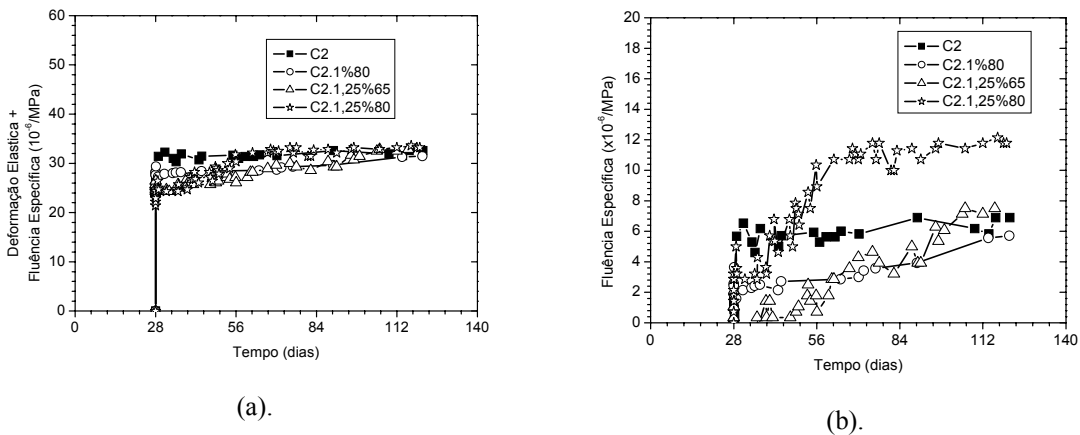 60
50
40
30
20
10
0
0 28 56 84 112 140
Deformação Elastica +
Fluência Específica (10⁻⁶/MPa)
Tempo (dias)
C2
C2.1%80
C2.1,25%65
C2.1,25%80
(a).
20
18
16
14
12
10
8
6
4
2
0
0 28 56 84 112 140
Fluência Específica (x10⁻⁶/MPa)
Tempo (dias)
C2
C2.1%80
C2.1,25%65
C2.1,25%80
(b).